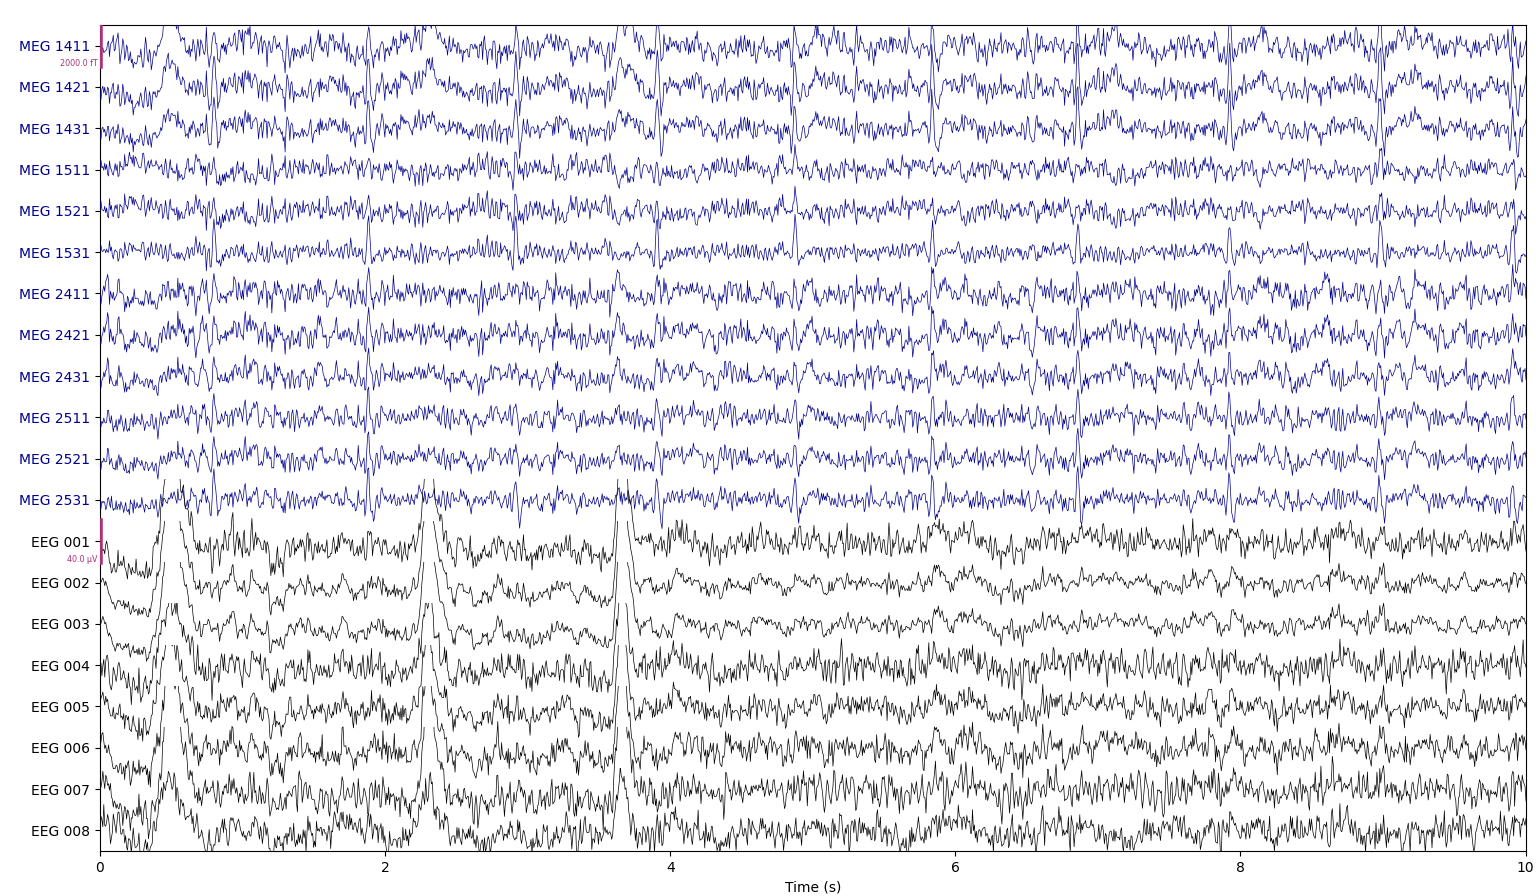 MEG 1411
2000.0 fT
MEG 1421
MEG 1431
MEG 1511
MEG 1521
MEG 1531
MEG 2411
MEG 2421
MEG 2431
MEG 2511
MEG 2521
MEG 2531
EEG 001
40.0 µV
EEG 002
EEG 003
EEG 004
EEG 005
EEG 006
EEG 007
EEG 008
0 2 4 6 8 10
Time (s)